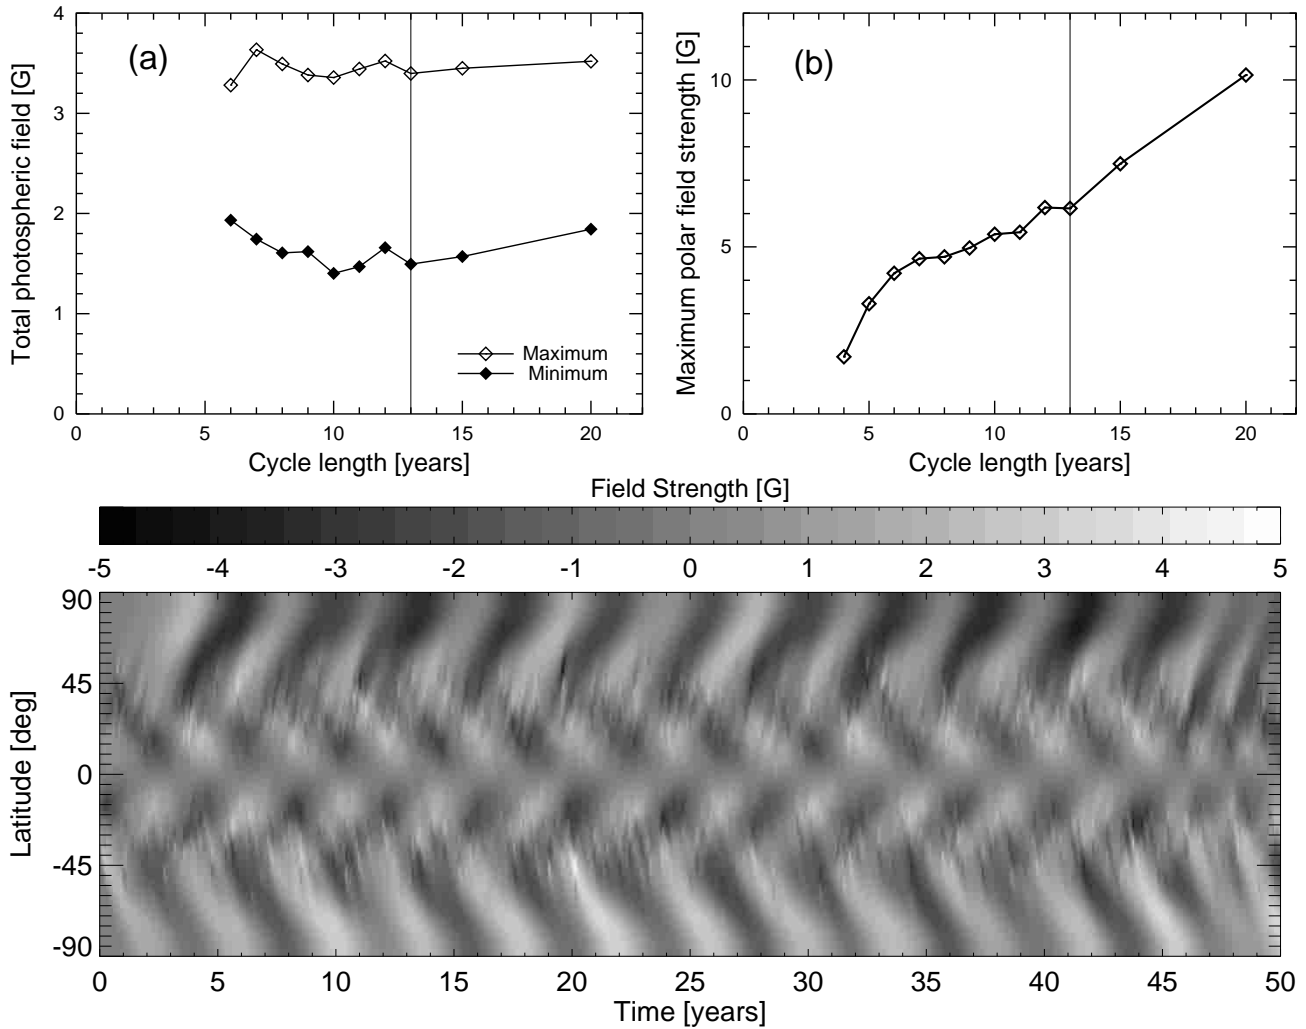 (a)
Total photospheric field [G]
4
3
2
1
0
Maximum
Minimum
0 5 10 15 20
Cycle length [years]
(b)
Maximum polar field strength [G]
10
5
0
0 5 10 15 20
Cycle length [years]
Field Strength [G]
-5 -4 -3 -2 -1 0 1 2 3 4 5
Latitude [deg]
90
45
0
-45
-90
0 5 10 15 20 25 30 35 40 45 50
Time [years]